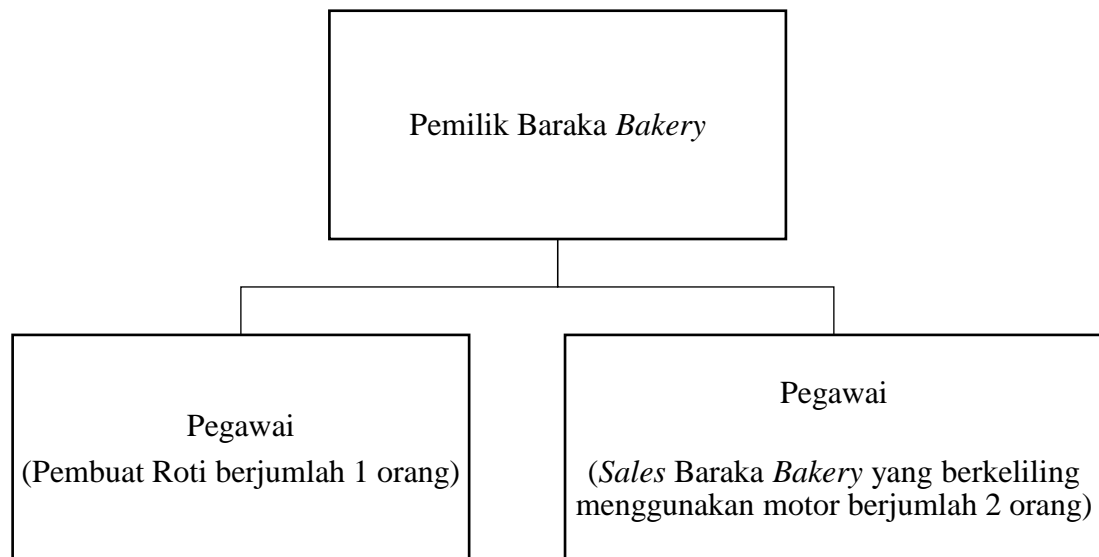 Pemilik Baraka Bakery
Pegawai
(Pembuat Roti berjumlah 1 orang)
Pegawai
(Sales Baraka Bakery yang berkeliling
menggunakan motor berjumlah 2 orang)